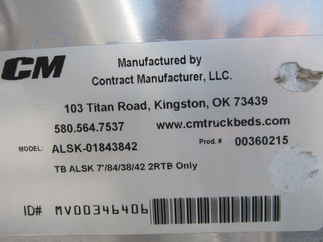 CM
Manufactured by
Contract Manufacturer, LLC.
103 Titan Road, Kingston, OK 73439
580.564.7537 www.cmtruckbeds.com
MODEL: ALSK-01843842 Prod. # 00360215
TB ALSK 7'/84/38/42 2RTB Only
ID# MV00346406